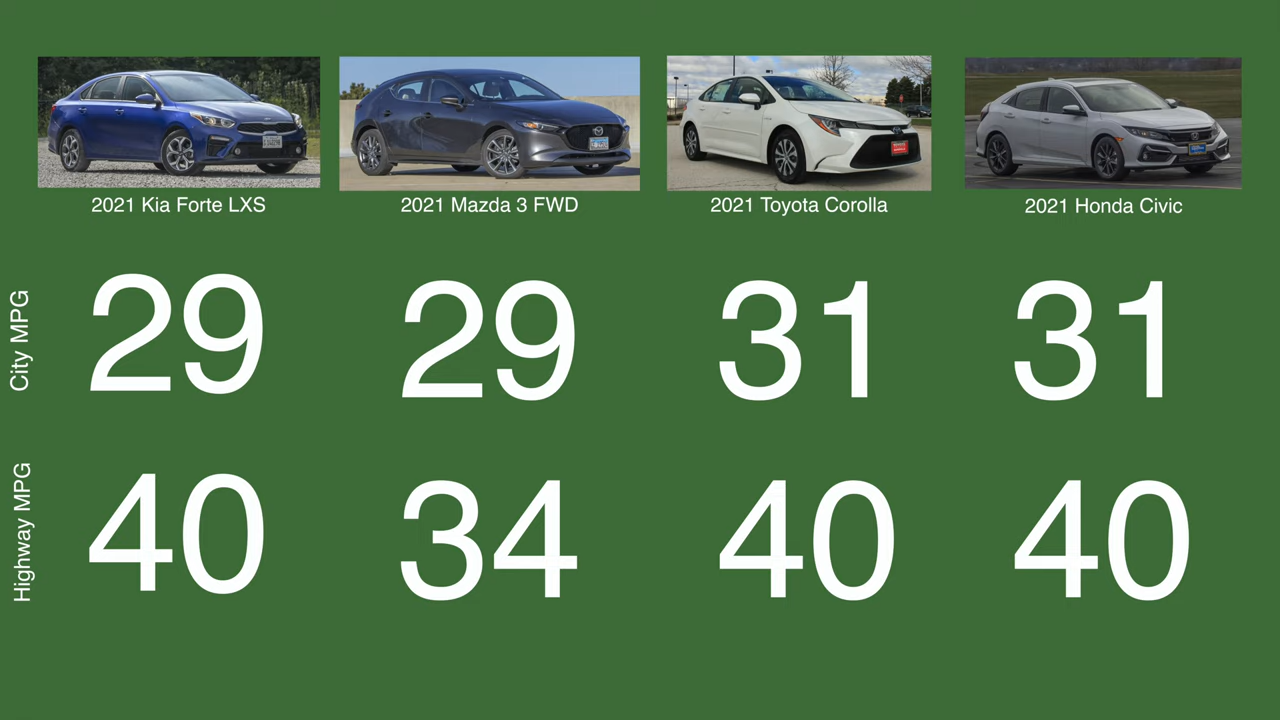 2021 Kia Forte LXS
2021 Mazda 3 FWD
2021 Toyota Corolla
2021 Honda Civic
City MPG
29
29
31
31
Highway MPG
40
34
40
40